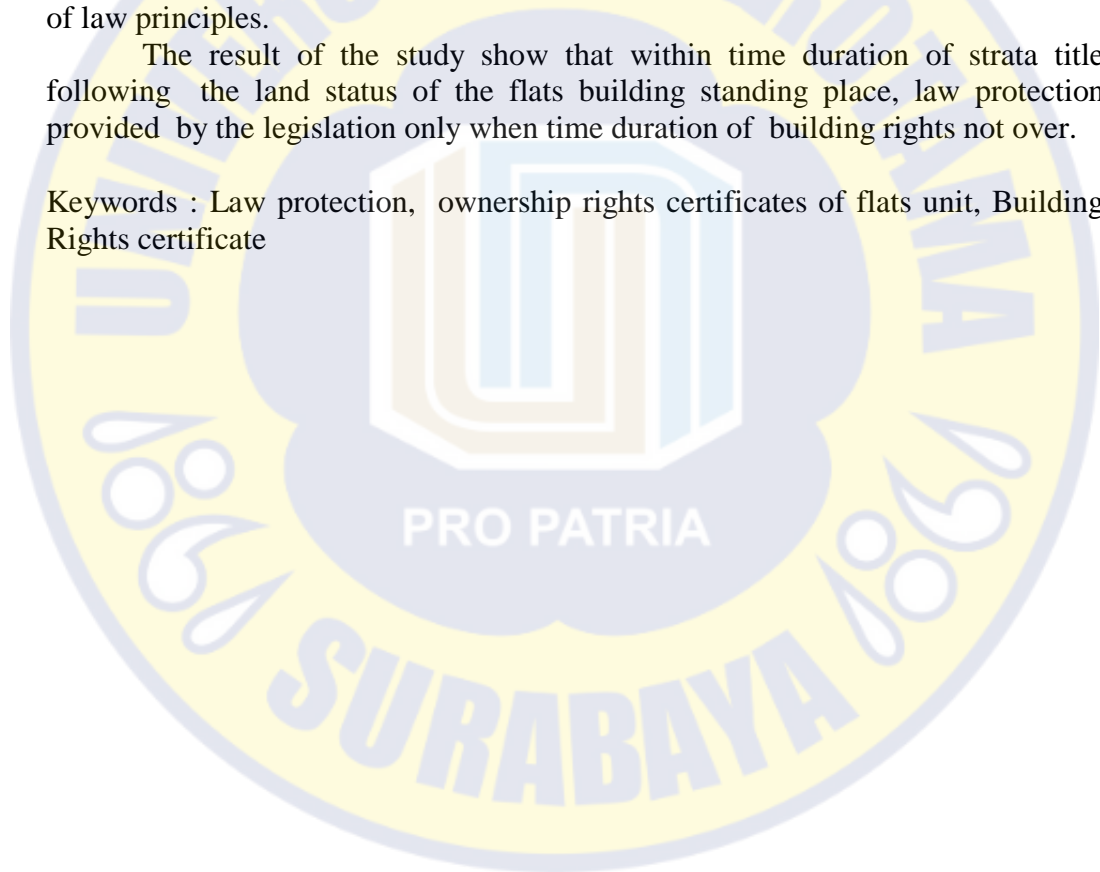 of law principles.
The result of the study show that within time duration of strata title
following the land status of the flats building standing place, law protection
provided by the legislation only when time duration of building rights not over.
Keywords : Law protection, ownership rights certificates of flats unit, Building
Rights certificate
PRO PATRIA
SURABAYA